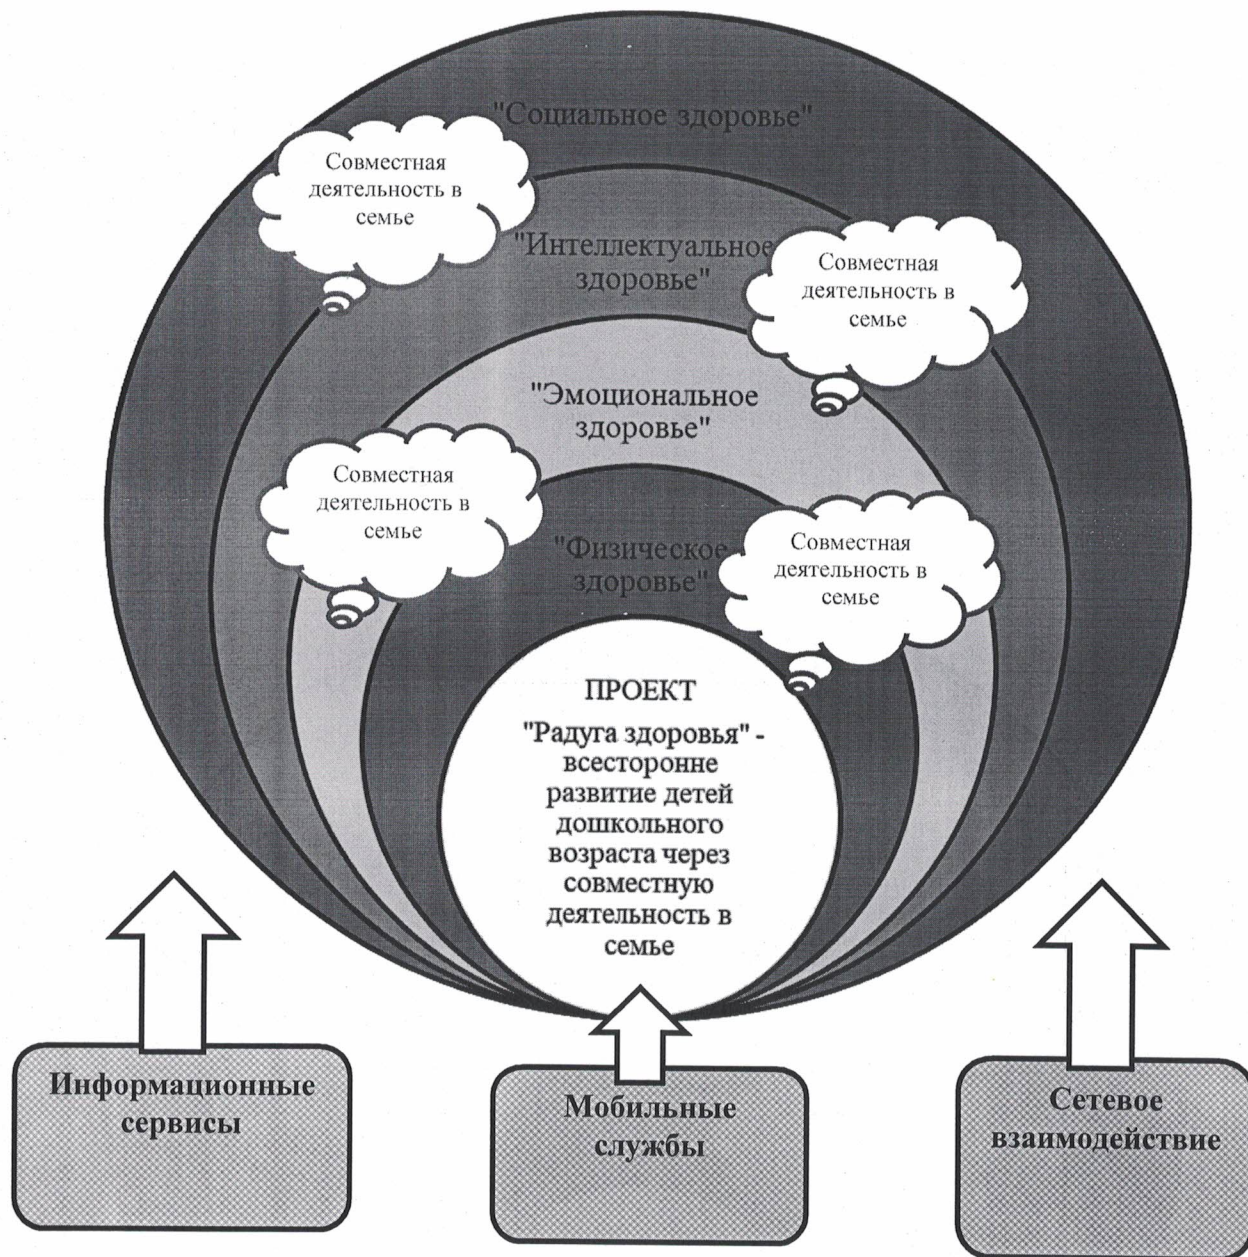 "Социальное здоровье"
Совместная
деятельность в
семье
"Интеллектуальное
здоровье"
Совместная
деятельность в
семье
"Эмоциональное
здоровье"
Совместная
деятельность в
семье
"Физическое
здоровье"
Совместная
деятельность в
семье
ПРОЕКТ
"Радуга здоровья" -
всесторонне
развитие детей
дошкольного
возраста через
совместную
деятельность в
семье
Информационные
сервисы
Мобильные
службы
Сетевое
взаимодействие